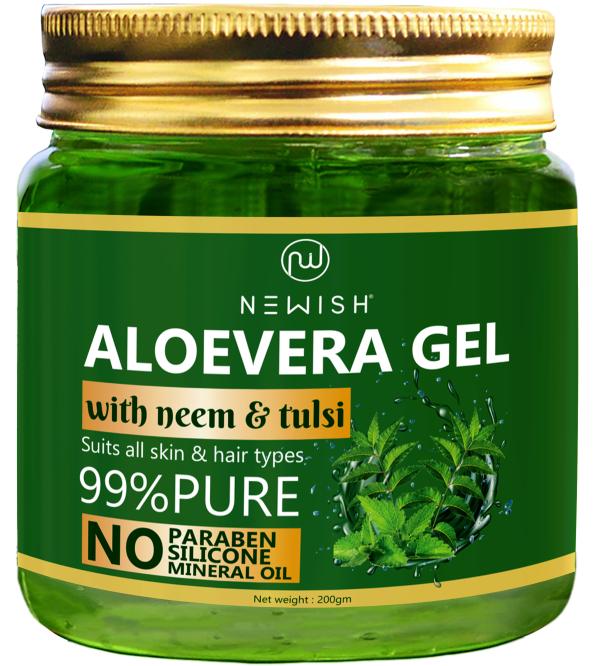 NEWISH®
ALOEVERA GEL
with neem & tulsi
Suits all skin & hair types
99%PURE
NO PARABEN
SILICONE
MINERAL OIL
Net weight : 200gm